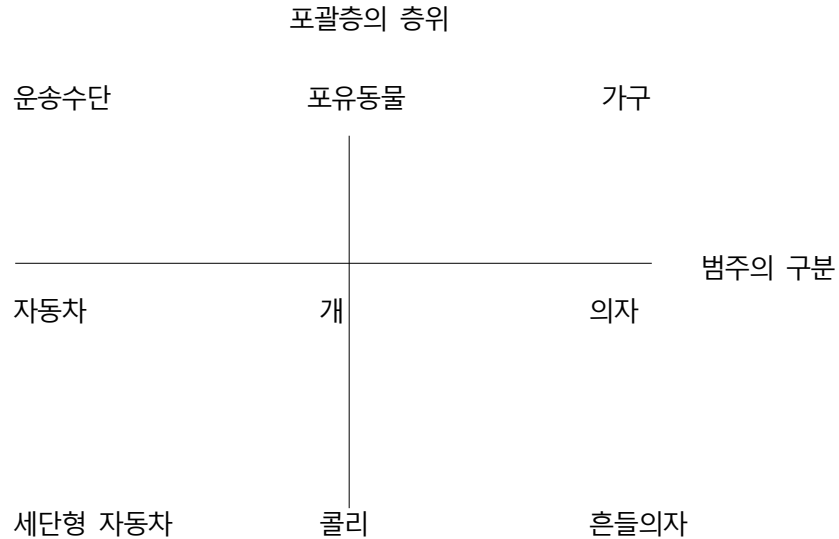 포괄층의 층위
운송수단 포유동물 가구
범주의 구분
자동차 개 의자
세단형 자동차 콜리 흔들의자